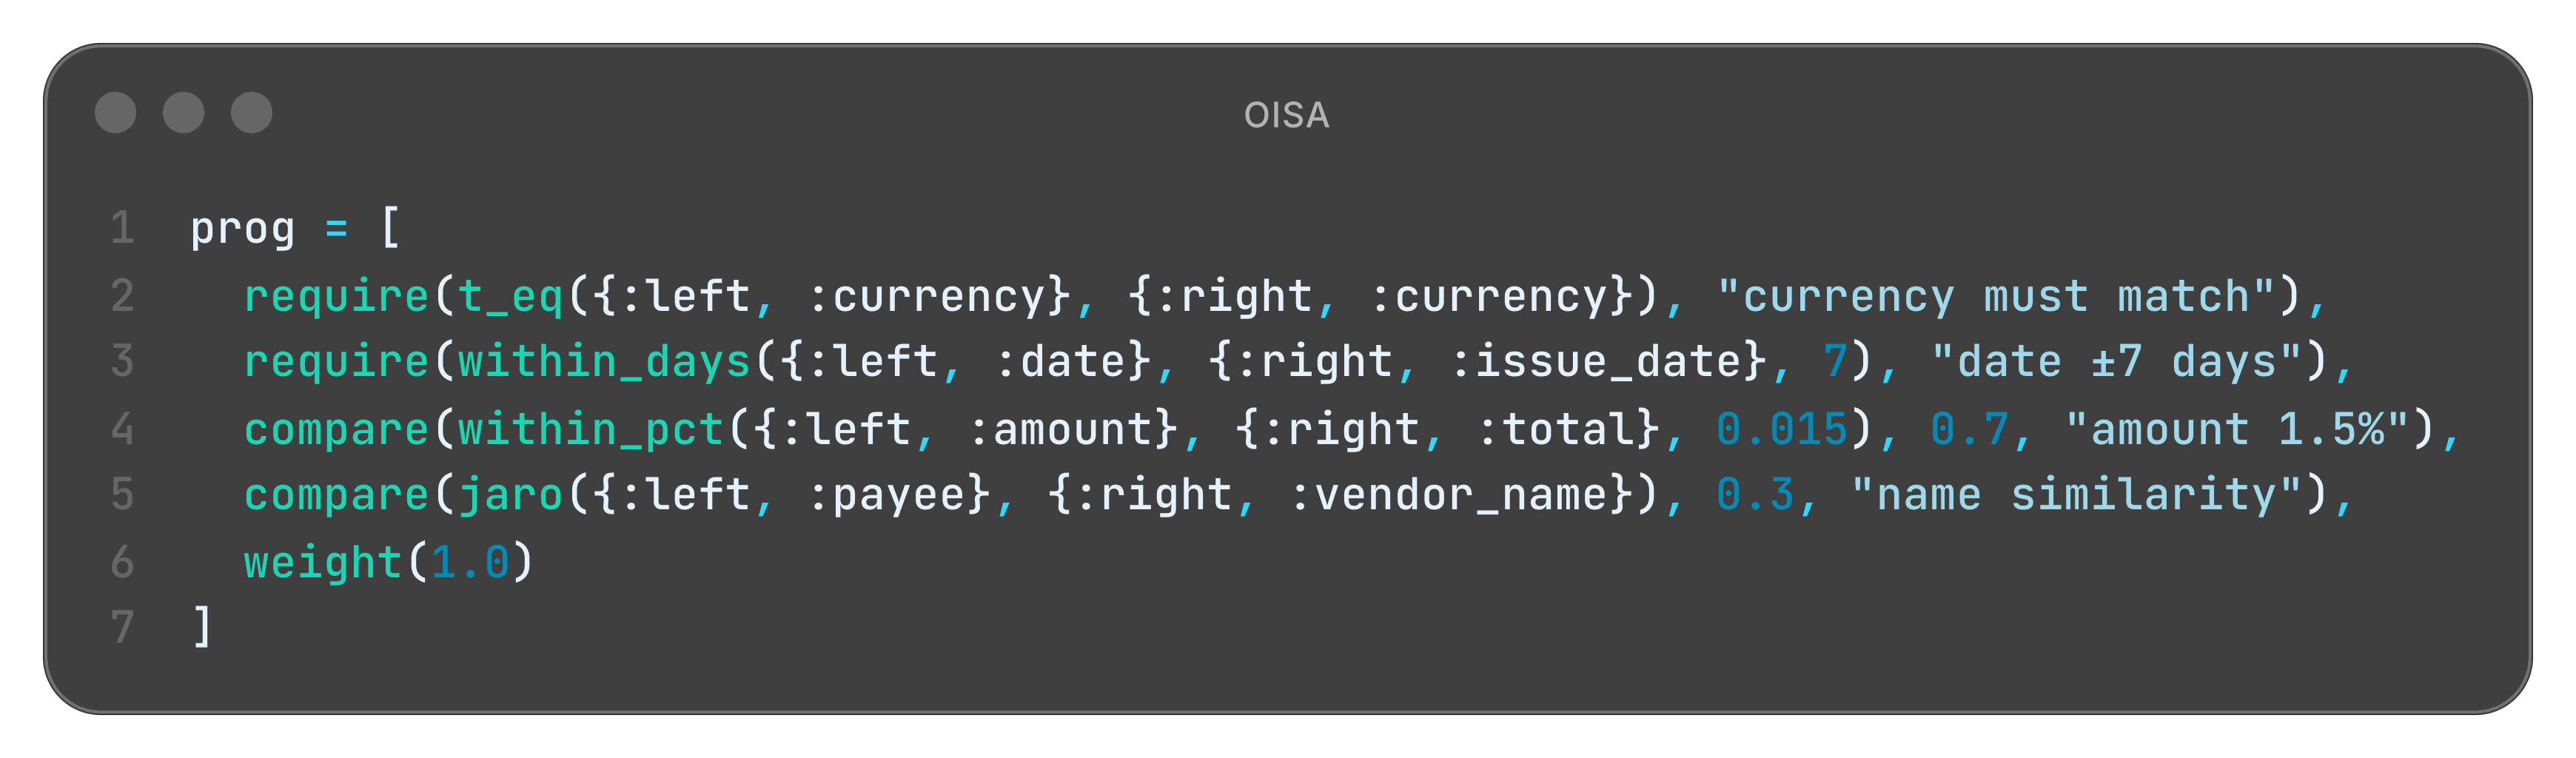 OISA
1 prog = [
2   require(t_eq({:left, :currency}, {:right, :currency}), "currency must match"),
3   require(within_days({:left, :date}, {:right, :issue_date}, 7), "date ±7 days"),
4   compare(within_pct({:left, :amount}, {:right, :total}, 0.015), 0.7, "amount 1.5%"),
5   compare(jaro({:left, :payee}, {:right, :vendor_name}), 0.3, "name similarity"),
6   weight(1.0)
7 ]